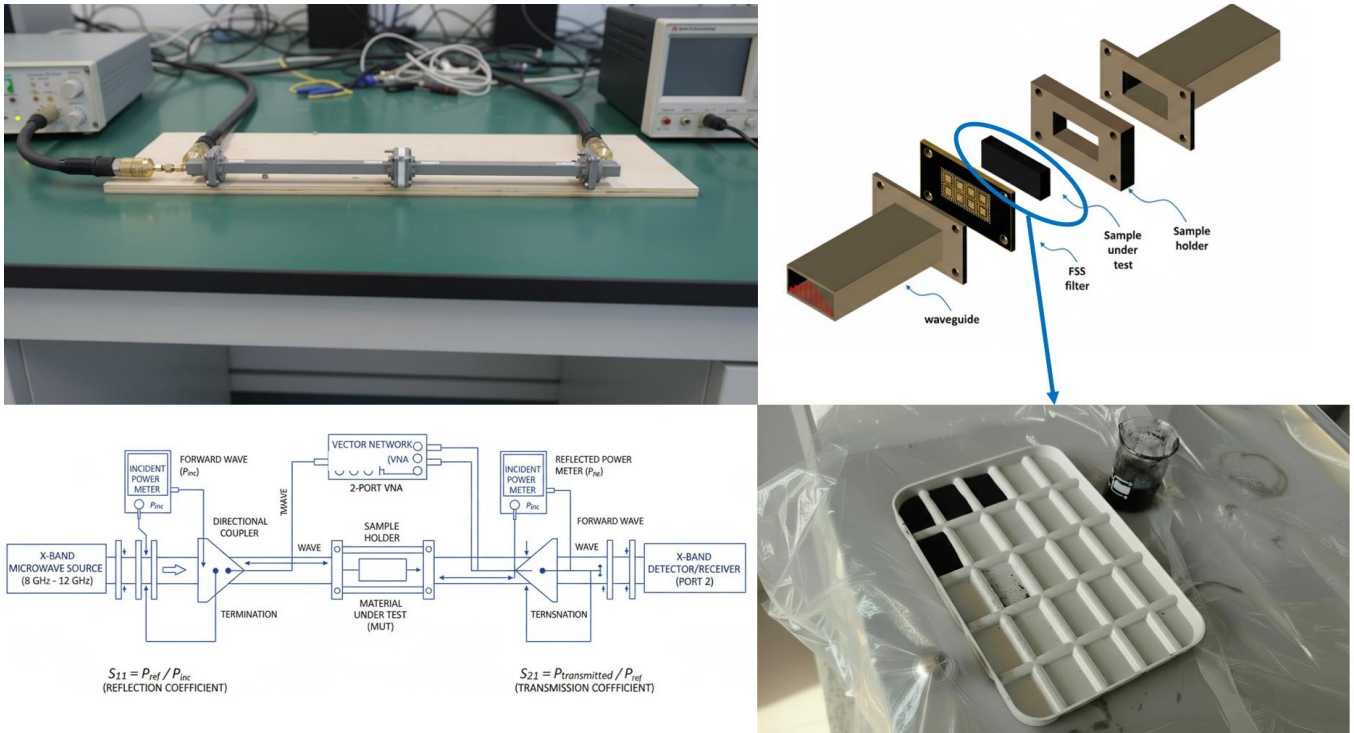 waveguide
FSS
filter
Sample
under
test
Sample
holder
VECTOR NETWORK
(VNA
2-PORT VNA
FORWARD WAVE
(Pinc)
INCIDENT
POWER
METER
Pinc
DIRECTIONAL
COUPLER
WAVE
SAMPLE
HOLDER
INCIDENT
POWER
METER
Pinc
REFLECTED POWER
METER
FORWARD WAVE
WAVE
X-BAND
MICROWAVE SOURCE
(8 GHz - 12 GHz)
X-BAND
DETECTOR/RECEIVER
(PORT 2)
TERMINATION
MATERIAL
UNDER TEST
(MUT)
TERNSNATION
S11 = Pref / Pinc
(REFLECTION COEFFICIENT)
S21 = Ptransmitted / Pref
(TRANSMISSION COFFFICIENT)